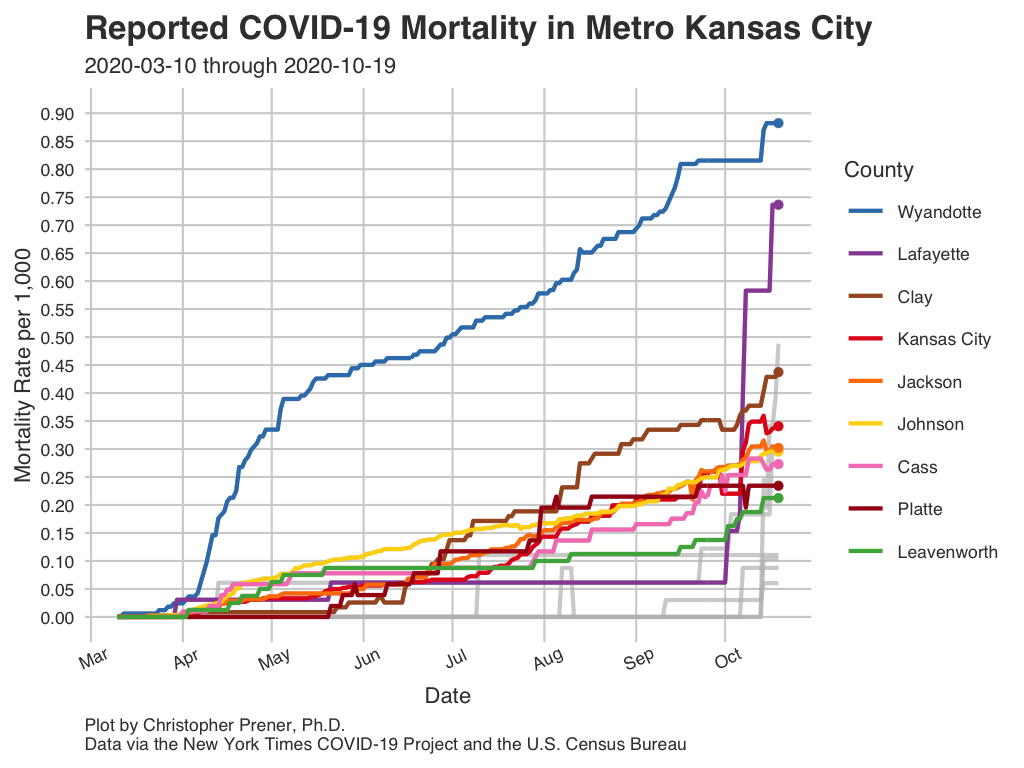 Reported COVID-19 Mortality in Metro Kansas City
2020-03-10 through 2020-10-19
Mortality Rate per 1,000
0.90
0.85
0.80
0.75
0.70
0.65
0.60
0.55
0.50
0.45
0.40
0.35
0.30
0.25
0.20
0.15
0.10
0.05
0.00
Mar
Apr
May
Jun
Jul
Aug
Sep
Oct
Date
County
Wyandotte
Lafayette
Clay
Kansas City
Jackson
Johnson
Cass
Platte
Leavenworth
Plot by Christopher Prener, Ph.D.
Data via the New York Times COVID-19 Project and the U.S. Census Bureau